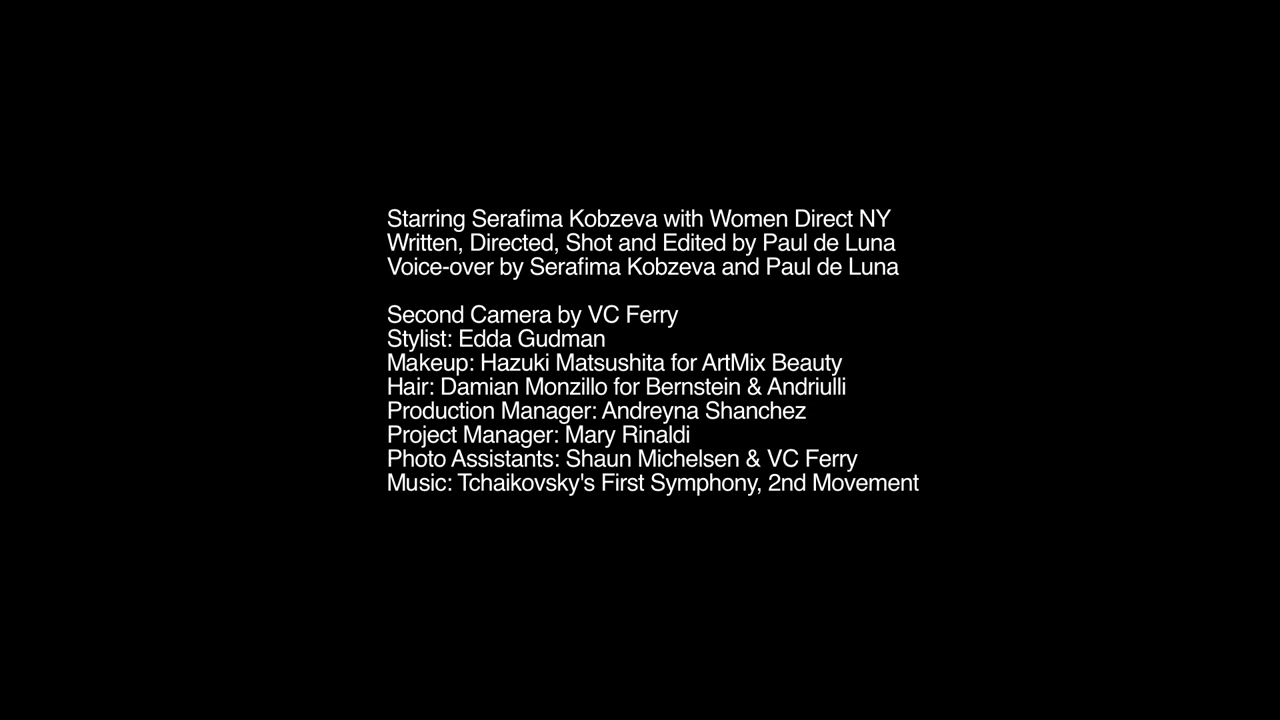 Starring Serafima Kobzeva with Women Direct NY
Written, Directed, Shot and Edited by Paul de Luna
Voice-over by Serafima Kobzeva and Paul de Luna
Second Camera by VC Ferry
Stylist: Edda Gudman
Makeup: Hazuki Matsushita for ArtMix Beauty
Hair: Damian Monzillo for Bernstein & Andriulli
Production Manager: Andreyna Shanchez
Project Manager: Mary Rinaldi
Photo Assistants: Shaun Michelsen & VC Ferry
Music: Tchaikovsky's First Symphony, 2nd Movement